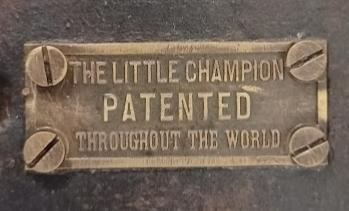 THE LITTLE CHAMPION
PATENTED
THROUGHOUT THE WORLD